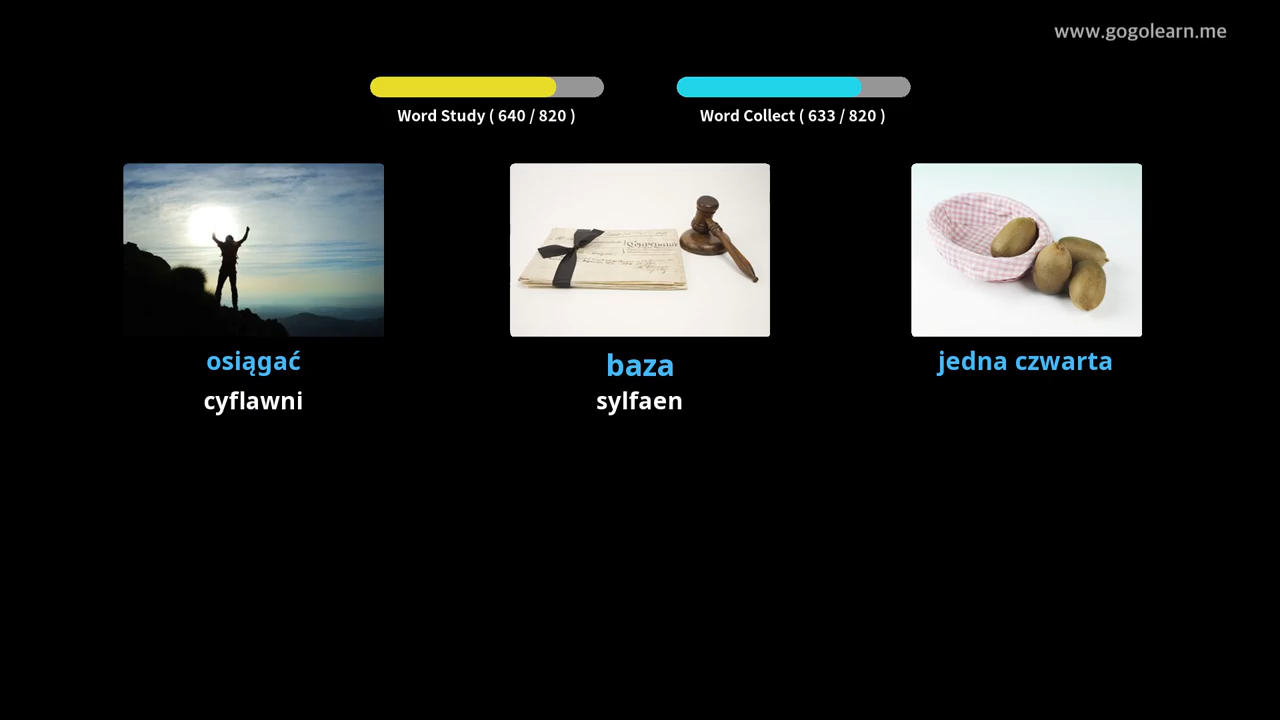 www.gogolearn.me
Word Study ( 640 / 820 )
Word Collect ( 633 / 820 )
osiągać
baza
jedna czwarta
cyflawni
sylfaen